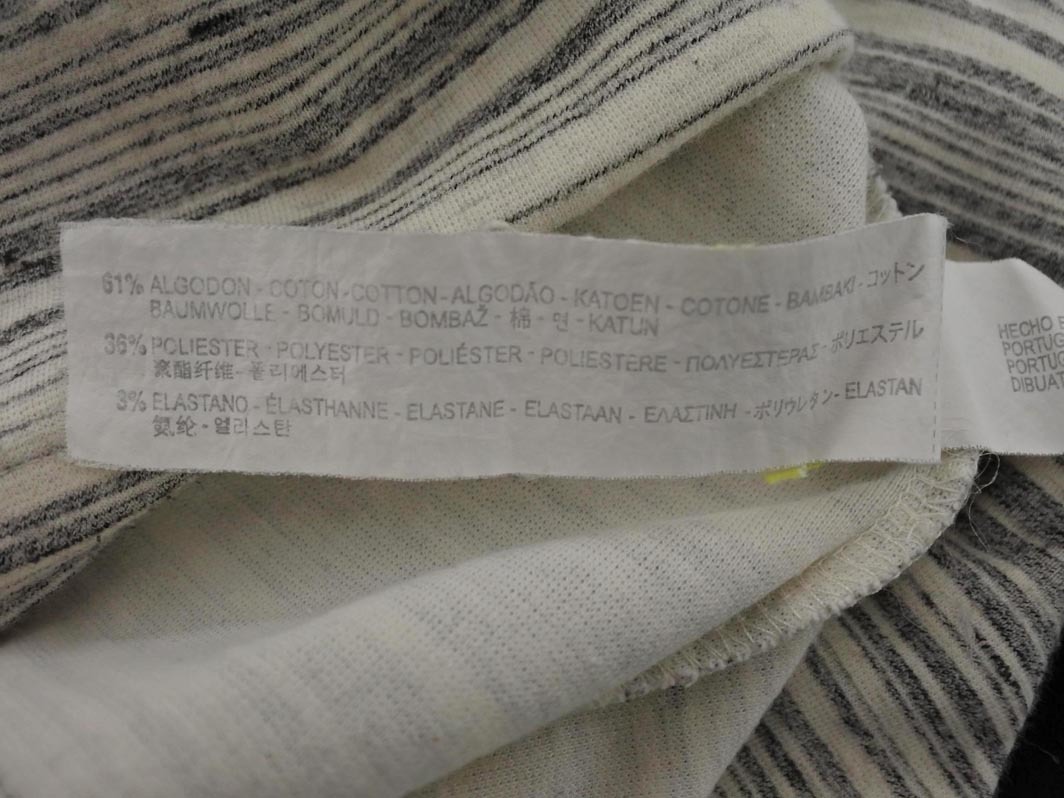 61% ALGODON - COTON - COTTON - ALGODÃO - KATOEN - COTONE - BAMBAKI - コットン
BAUMWOLLE - BOMULD - BOMBAŽ - 棉 - 면 - KATUN
36% POLIESTER - POLYESTER - POLIÉSTER - POLIESTERE - ΠΟΛΥΕΣΤΕΡΑΣ - ポリエステル
聚酯纤维 - 폴리에스터
3% ELASTANO - ÉLASTHANNE - ELASTANE - ELASTAAN - ΕΛΑΣΤΙΝΗ - ポリウレタン - ELASTAN
氨纶 - 엘라스탄
HECHO
PORTUG
PORTU
DIBUAT